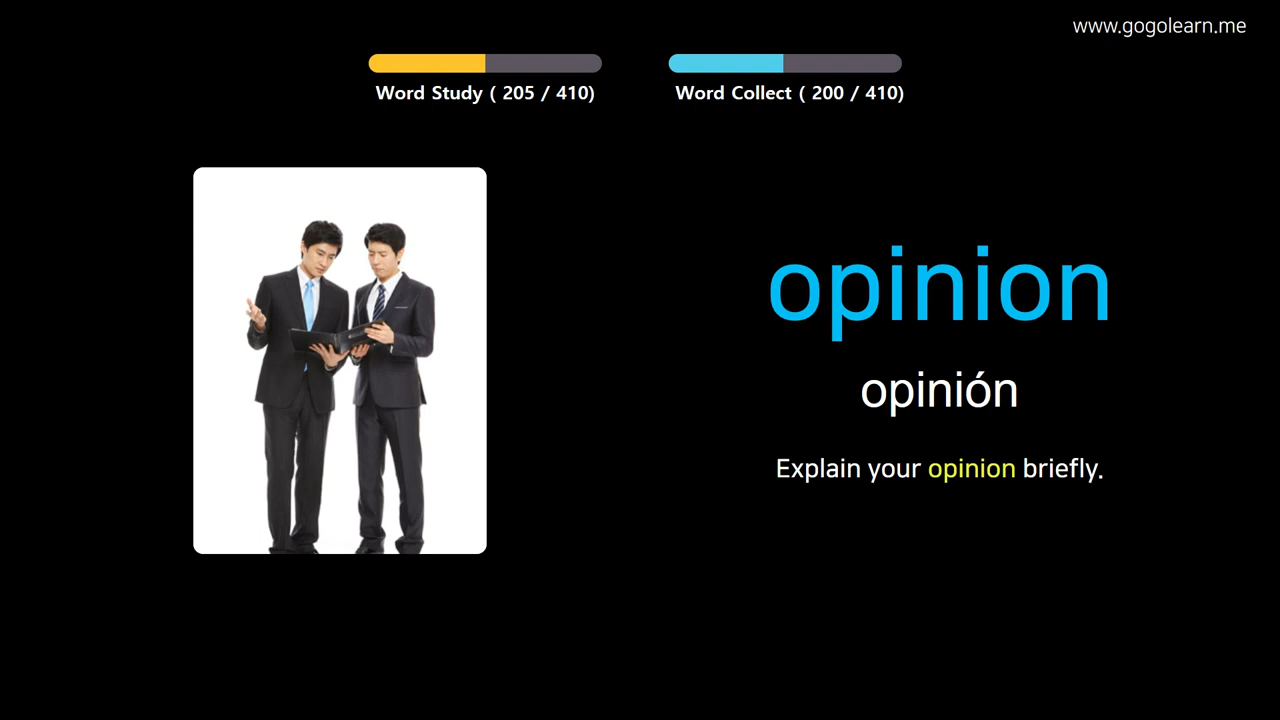 www.gogolearn.me
Word Study ( 205 / 410)
Word Collect ( 200 / 410)
opinion
opinión
Explain your opinion briefly.